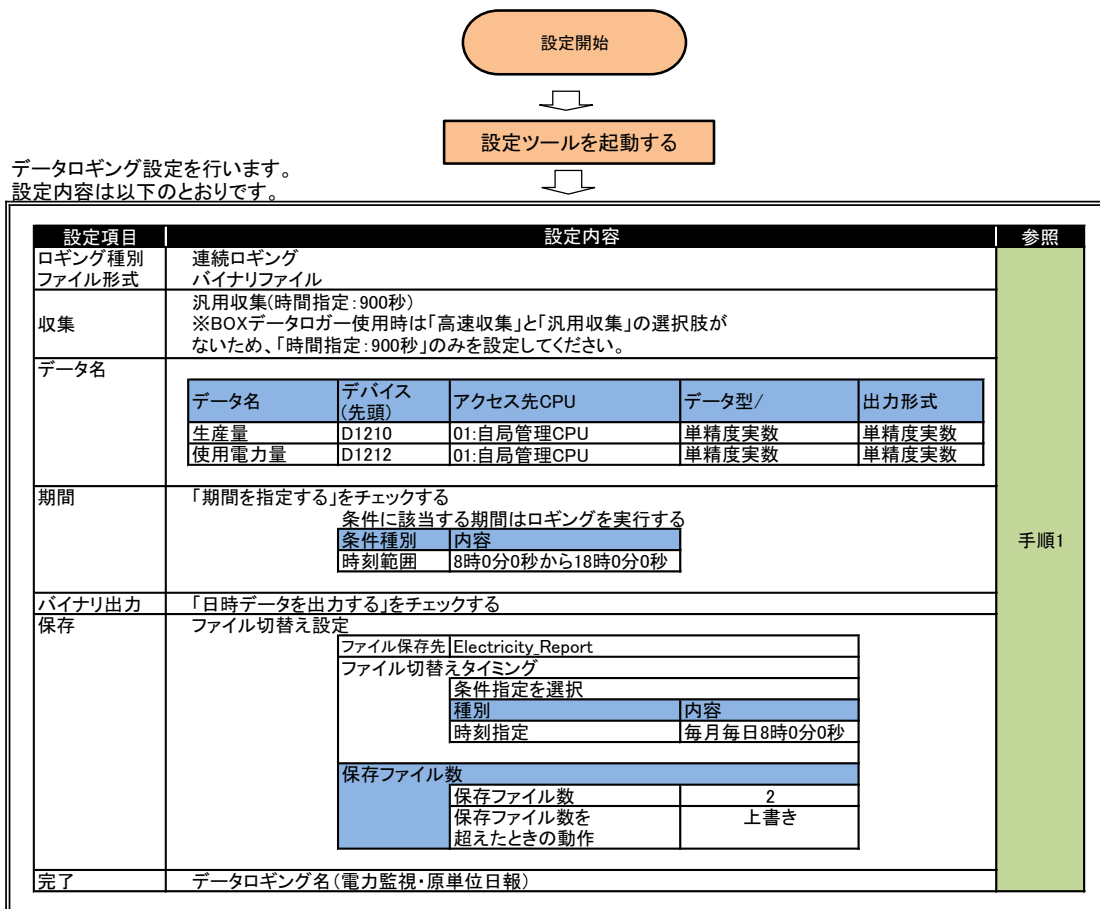 設定開始
設定ツールを起動する
データロギング設定を行います。
設定内容は以下のとおりです。
設定項目 設定内容 参照
ロギング種別 連続ロギング
ファイル形式 バイナリファイル
収集 汎用収集(時間指定:900秒)
※BOXデータロガー使用時は「高速収集」と「汎用収集」の選択肢が
ないため、「時間指定:900秒」のみを設定してください。
データ名
データ名 デバイス(先頭) アクセス先CPU データ型/ 出力形式
生産量 D1210 01:自局管理CPU 単精度実数 単精度実数
使用電力量 D1212 01:自局管理CPU 単精度実数 単精度実数
期間 「期間を指定する」をチェックする
条件に該当する期間はロギングを実行する
条件種別 内容
時刻範囲 8時0分0秒から18時0分0秒
手順1
バイナリ出力 「日時データを出力する」をチェックする
保存 ファイル切替え設定
ファイル保存先 Electricity_Report
ファイル切替えタイミング
条件指定を選択
種別 内容
時刻指定 毎月毎日8時0分0秒
保存ファイル数
保存ファイル数 2
保存ファイル数を 上書き
超えたときの動作
完了 データロギング名(電力監視・原単位日報)